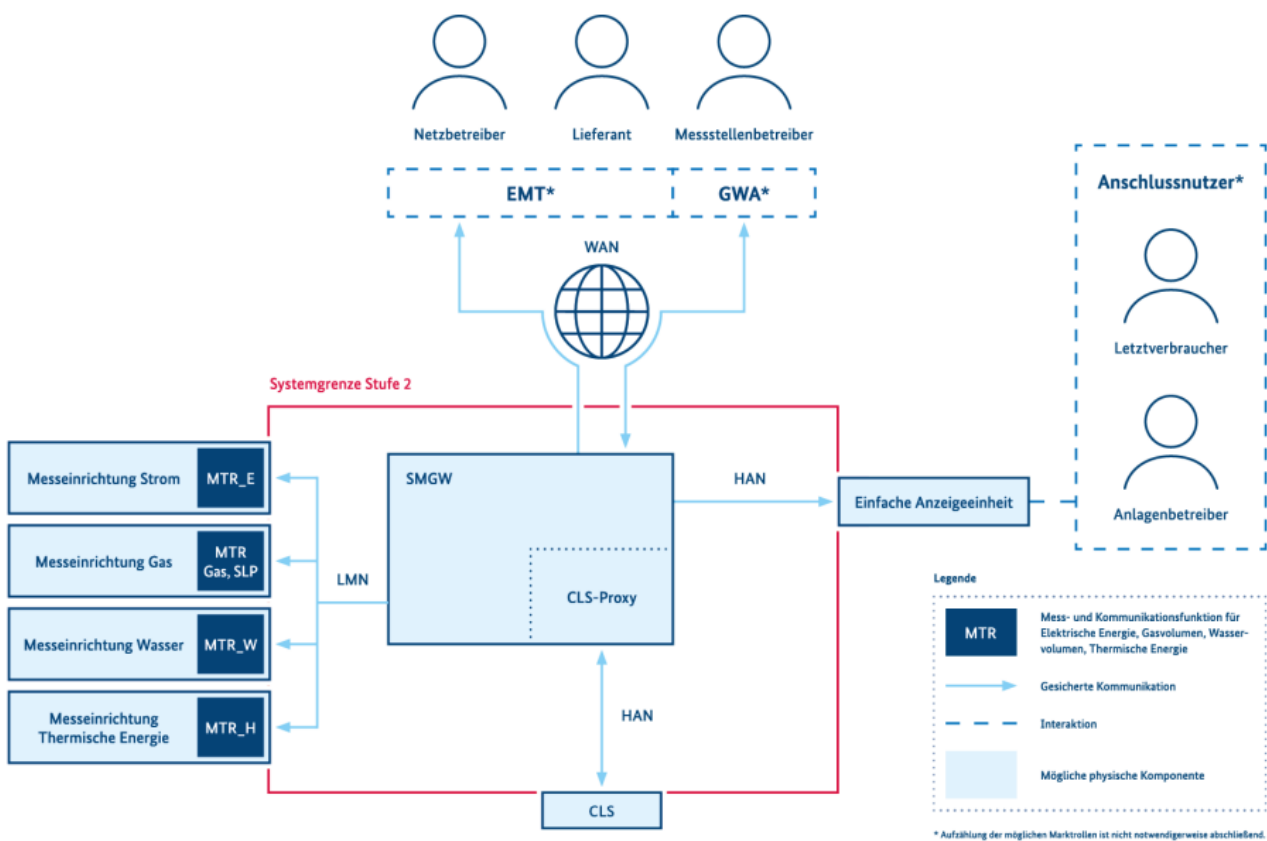 Netzbetreiber
Lieferant
Messstellenbetreiber
EMT*
GWA*
WAN
Anschlussnutzer*
Letztverbraucher
Anlagenbetreiber
Systemgrenze Stufe 2
Messeinrichtung Strom
MTR_E
Messeinrichtung Gas
MTR
Gas, SLP
Messeinrichtung Wasser
MTR_W
Messeinrichtung
Thermische Energie
MTR_H
LMN
SMGW
CLS-Proxy
HAN
Einfache Anzeigeeinheit
HAN
CLS
Legende
MTR
Mess- und Kommunikationsfunktion für
Elektrische Energie, Gasvolumen, Wasser-
volumen, Thermische Energie
Gesicherte Kommunikation
Interaktion
Mögliche physische Komponente
* Aufzählung der möglichen Marktrollen ist nicht notwendigerweise abschließend.